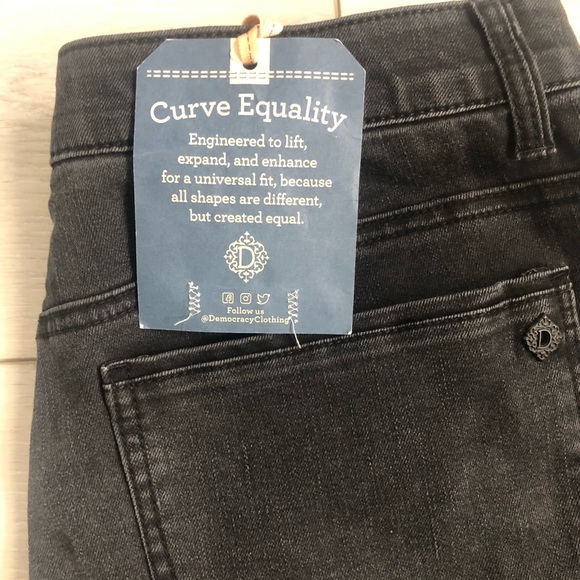 Curve Equality
Engineered to lift,
expand, and enhance
for a universal fit, because
all shapes are different,
but created equal.
D
Follow us
@DemocracyClothing
D